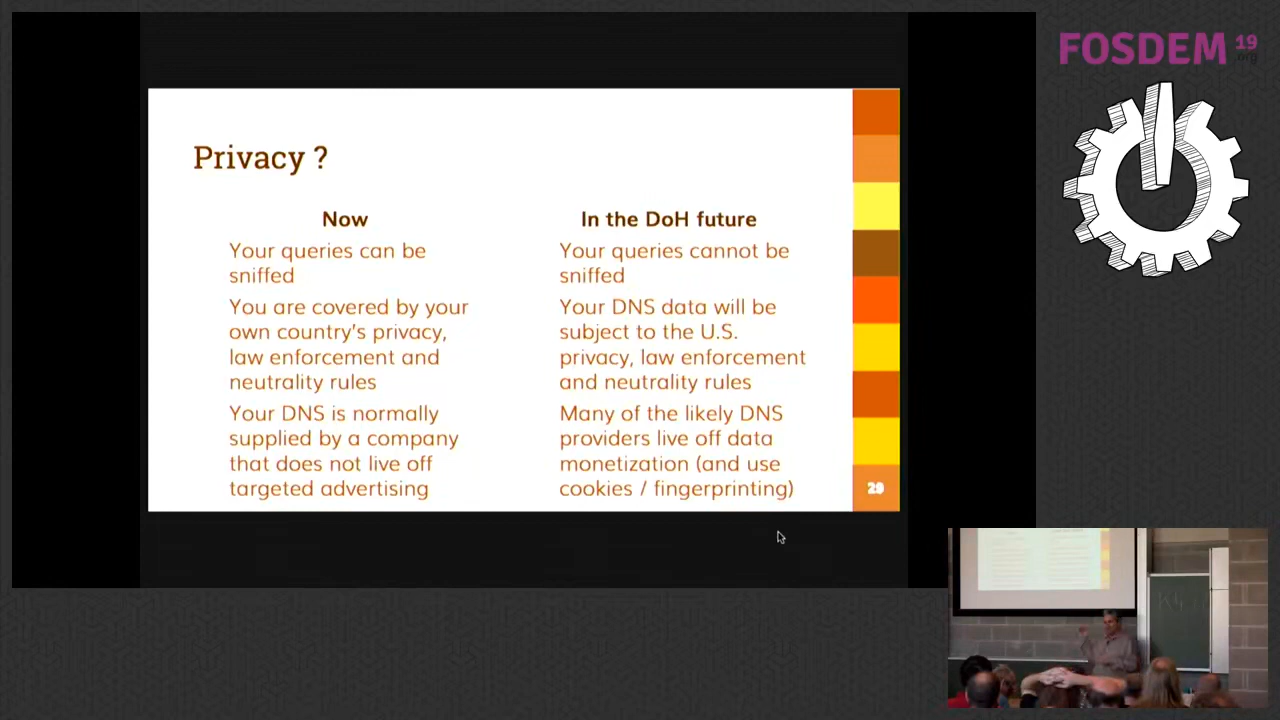 FOSDEM 19
.org
Privacy ?
Now
Your queries can be
sniffed
You are covered by your
own country's privacy,
law enforcement and
neutrality rules
Your DNS is normally
supplied by a company
that does not live off
targeted advertising
In the DoH future
Your queries cannot be
sniffed
Your DNS data will be
subject to the U.S.
privacy, law enforcement
and neutrality rules
Many of the likely DNS
providers live off data
monetization (and use
cookies / fingerprinting)
29